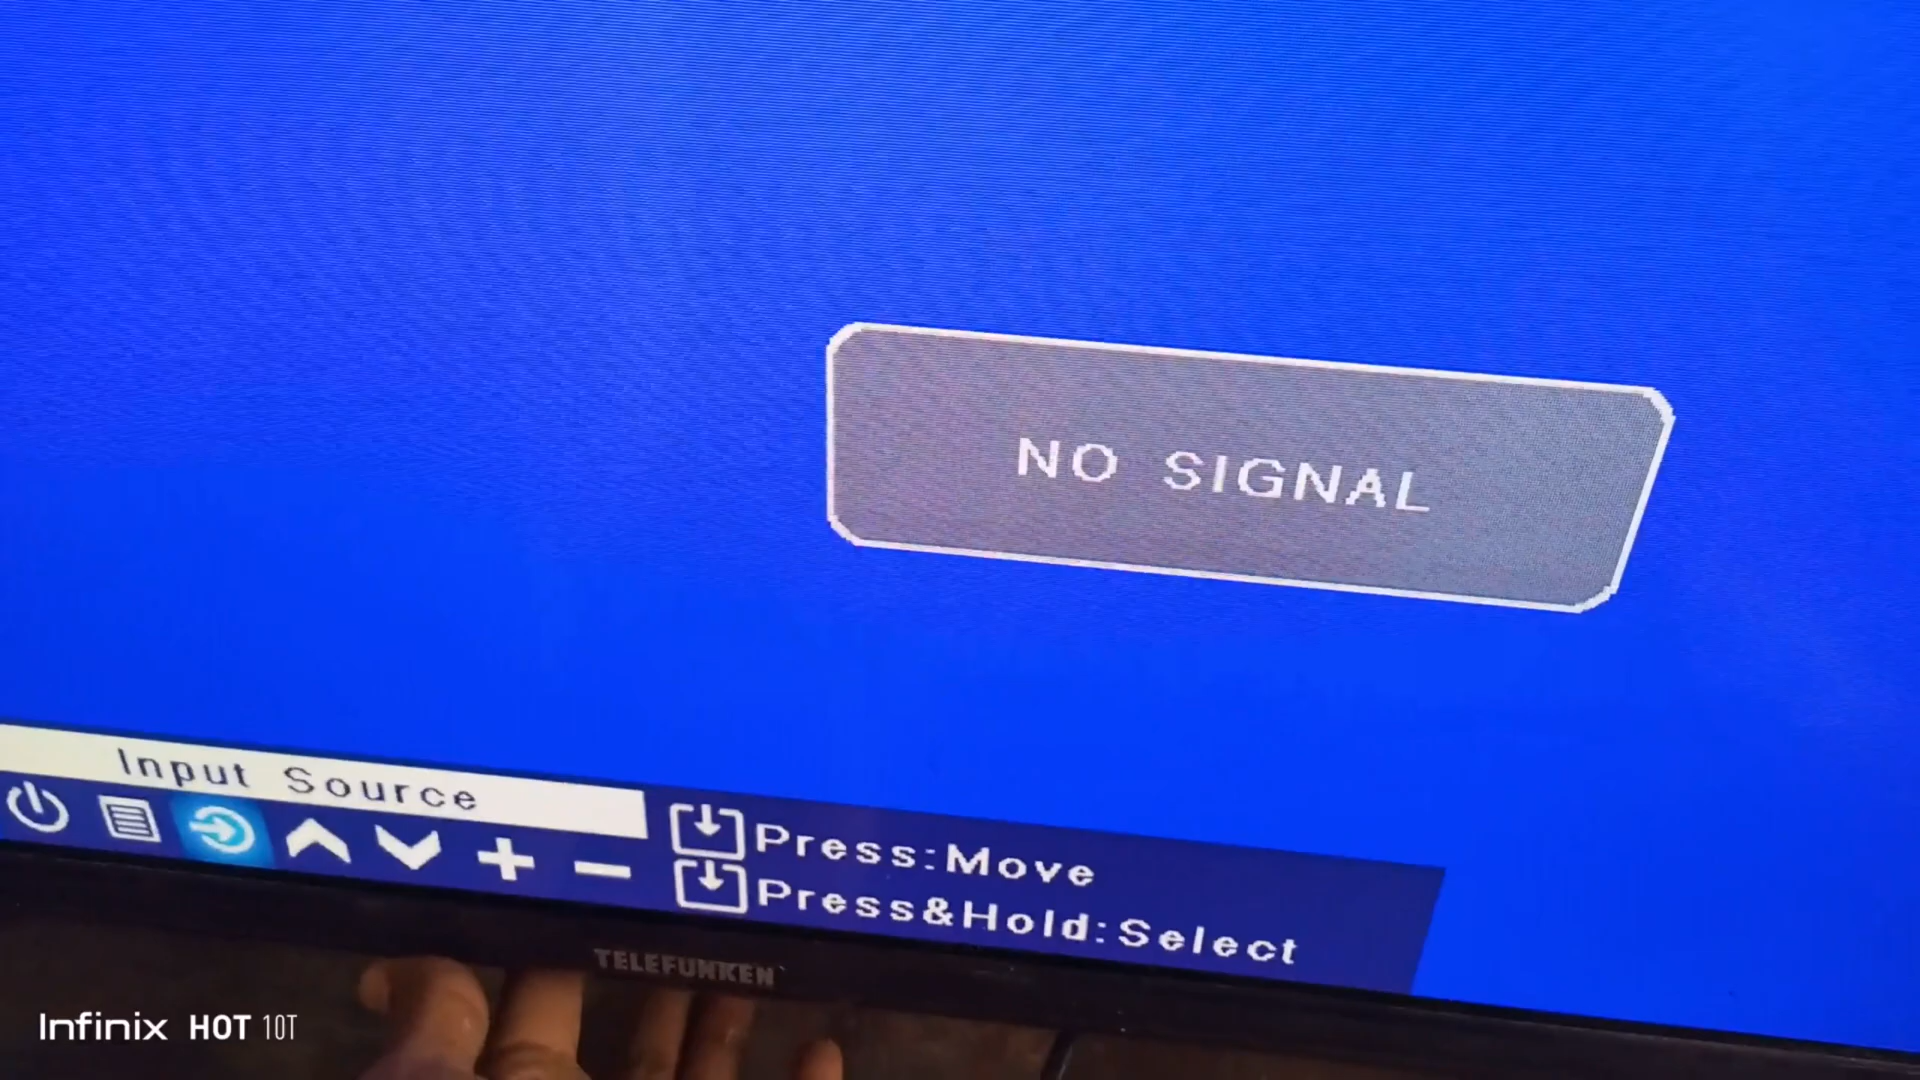 NO SIGNAL
Input Source
Press:Move
Press&Hold:Select
TELEFUNKEN
Infinix HOT 10T